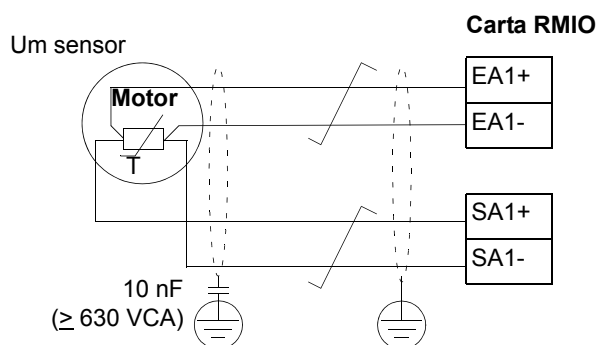 Carta RMIO
Um sensor
Motor
T
EA1+
EA1-
SA1+
SA1-
10 nF
(≥ 630 VCA)